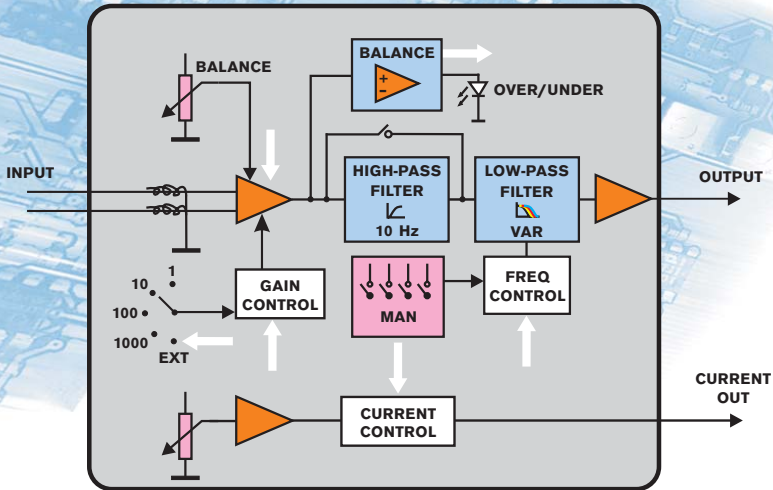 BALANCE
BALANCE
+
−
OVER/UNDER
INPUT
HIGH-PASS
FILTER
10 Hz
LOW-PASS
FILTER
VAR
OUTPUT
1
10
100
1000
EXT
GAIN
CONTROL
MAN
FREQ
CONTROL
CURRENT
CONTROL
CURRENT
OUT